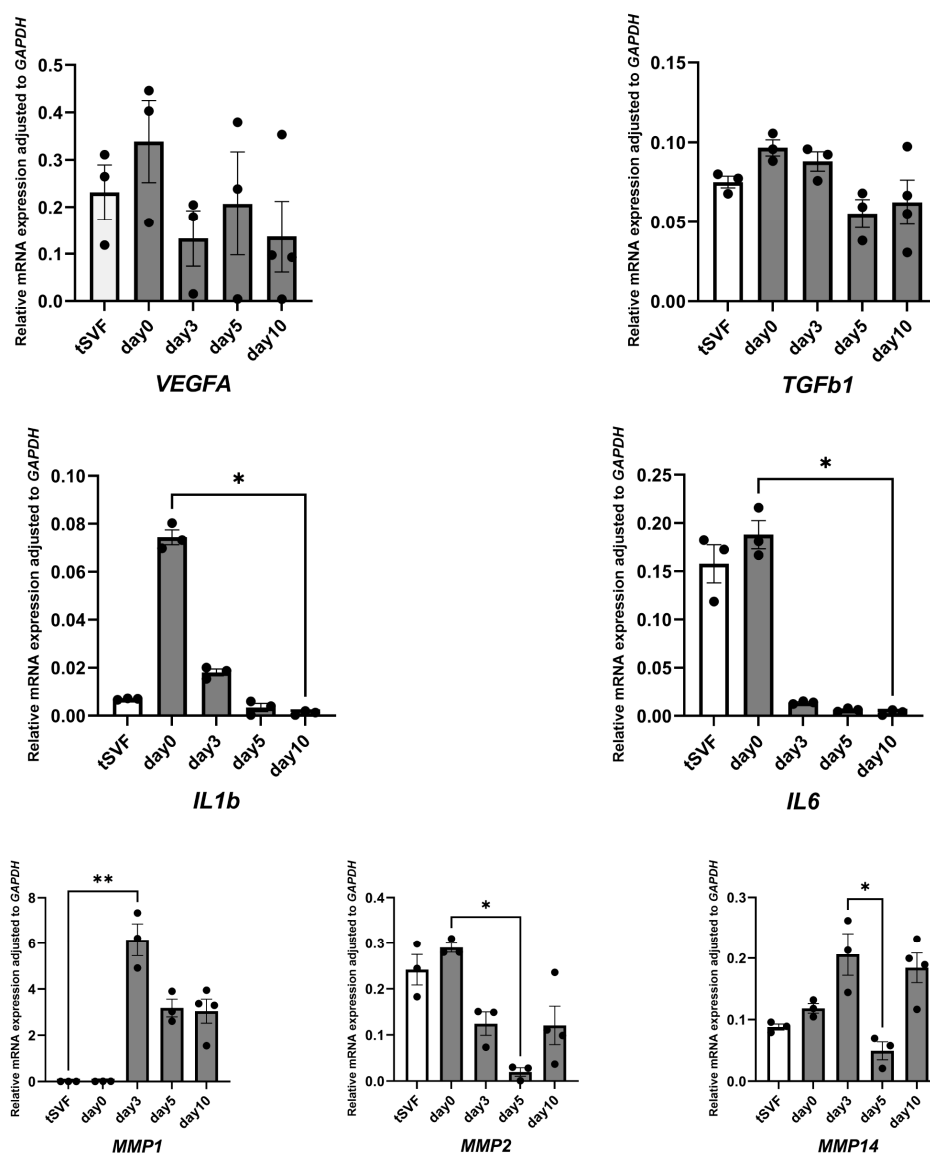 Relative mRNA expression adjusted to GAPDH
0.5
0.4
0.3
0.2
0.1
0.0
tSVF
day0
day3
day5
day10
VEGFA
Relative mRNA expression adjusted to GAPDH
0.15
0.10
0.05
0.00
tSVF
day0
day3
day5
day10
TGFb1
Relative mRNA expression adjusted to GAPDH
0.10
0.08
0.06
0.04
0.02
0.00
*
tSVF
day0
day3
day5
day10
IL1b
Relative mRNA expression adjusted to GAPDH
0.25
0.20
0.15
0.10
0.05
0.00
*
tSVF
day0
day3
day5
day10
IL6
Relative mRNA expression adjusted to GAPDH
8
6
4
2
0
**
tSVF
day0
day3
day5
day10
MMP1
Relative mRNA expression adjusted to GAPDH
0.4
0.3
0.2
0.1
0.0
*
tSVF
day0
day3
day5
day10
MMP2
Relative mRNA expression adjusted to GAPDH
0.3
0.2
0.1
0.0
*
tSVF
day0
day3
day5
day10
MMP14